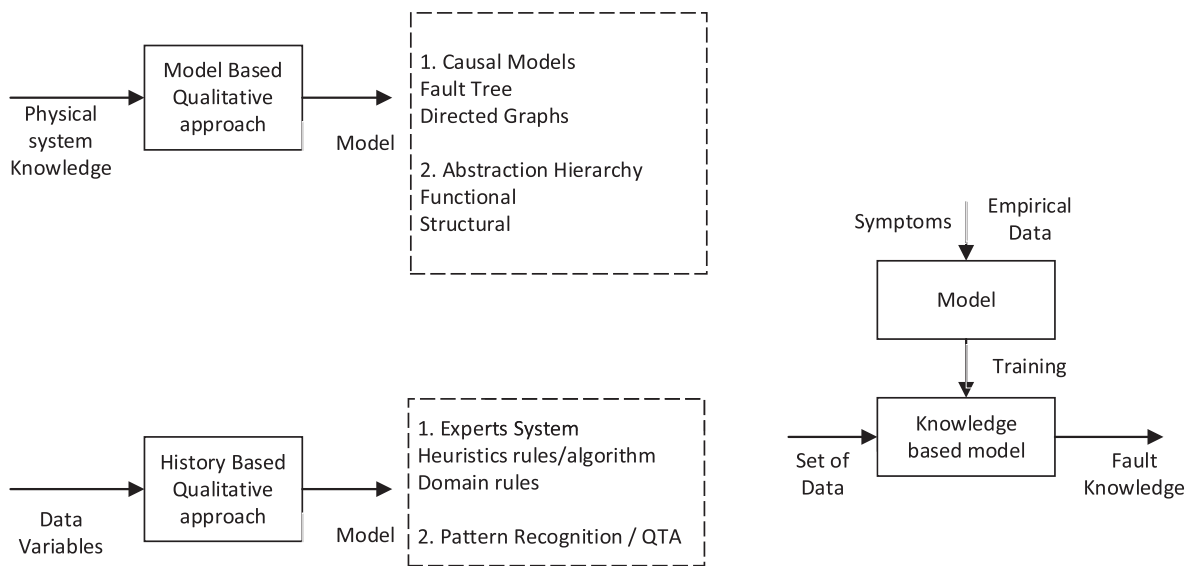 Model Based
Qualitative
approach
Physical
system
Knowledge
Model
1. Causal Models
Fault Tree
Directed Graphs
2. Abstraction Hierarchy
Functional
Structural
History Based
Qualitative
approach
Data
Variables
Model
1. Experts System
Heuristics rules/algorithm
Domain rules
2. Pattern Recognition / QTA
Symptoms
Empirical
Data
Model
Training
Knowledge
based model
Set of
Data
Fault
Knowledge